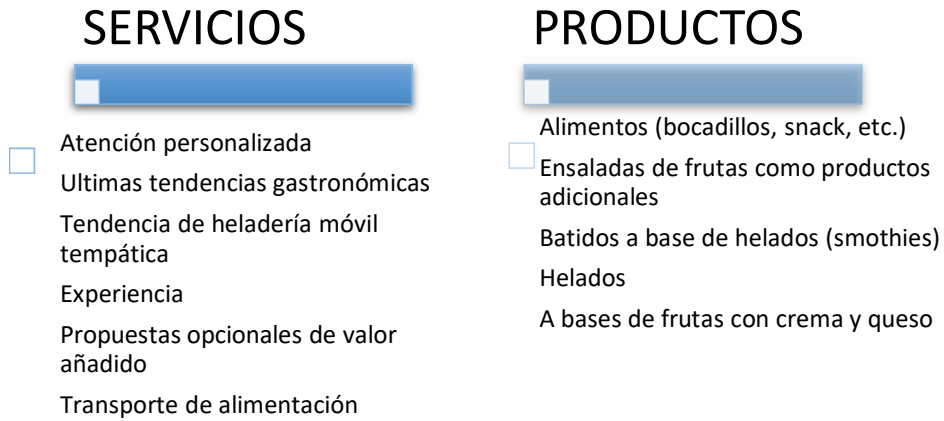 SERVICIOS
Atención personalizada
Ultimas tendencias gastronómicas
Tendencia de heladería móvil
tempática
Experiencia
Propuestas opcionales de valor
añadido
Transporte de alimentación
PRODUCTOS
Alimentos (bocadillos, snack, etc.)
Ensaladas de frutas como productos
adicionales
Batidos a base de helados (smothies)
Helados
A bases de frutas con crema y queso